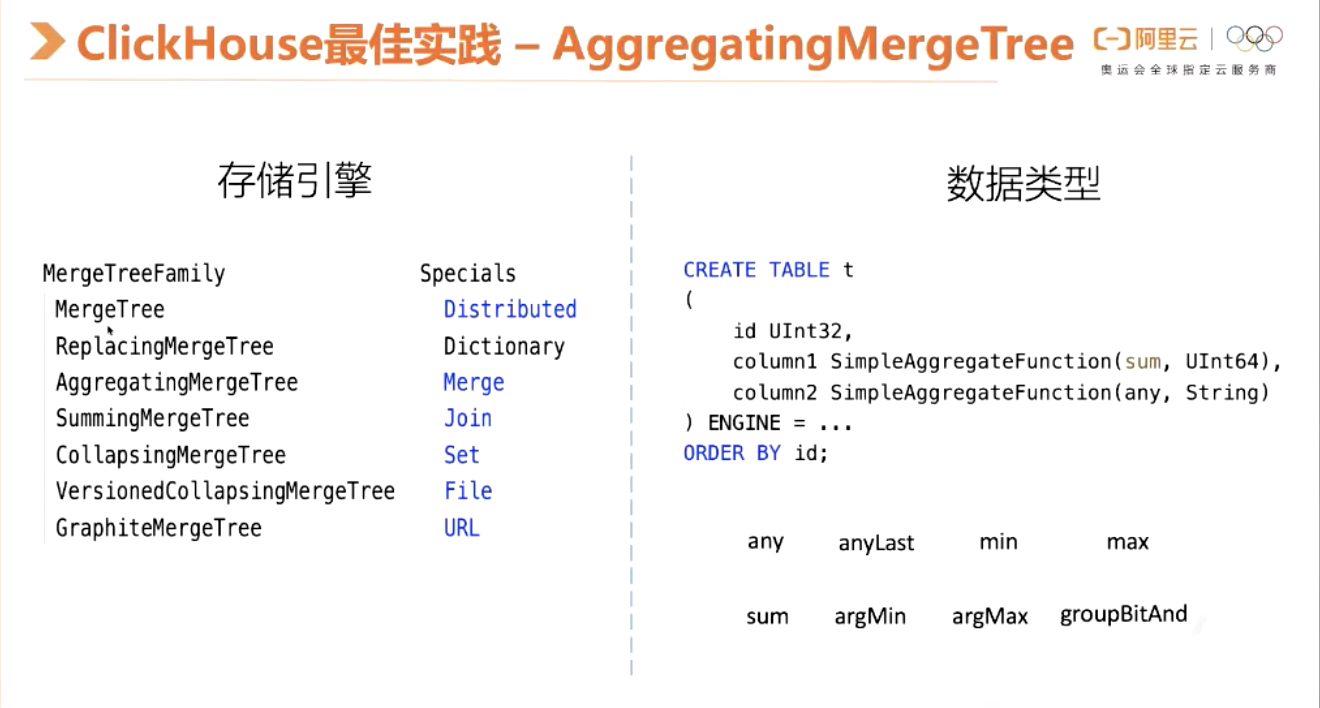 ClickHouse最佳实践 – AggregatingMergeTree
阿里云
奥运会全球指定云服务商
存储引擎
MergeTreeFamily
MergeTree
ReplacingMergeTree
AggregatingMergeTree
SummingMergeTree
CollapsingMergeTree
VersionedCollapsingMergeTree
GraphiteMergeTree
Specials
Distributed
Dictionary
Merge
Join
Set
File
URL
数据类型
CREATE TABLE t
(
id UInt32,
column1 SimpleAggregateFunction(sum, UInt64),
column2 SimpleAggregateFunction(any, String)
) ENGINE = ...
ORDER BY id;
any anyLast min max
sum argMin argMax groupBitAnd